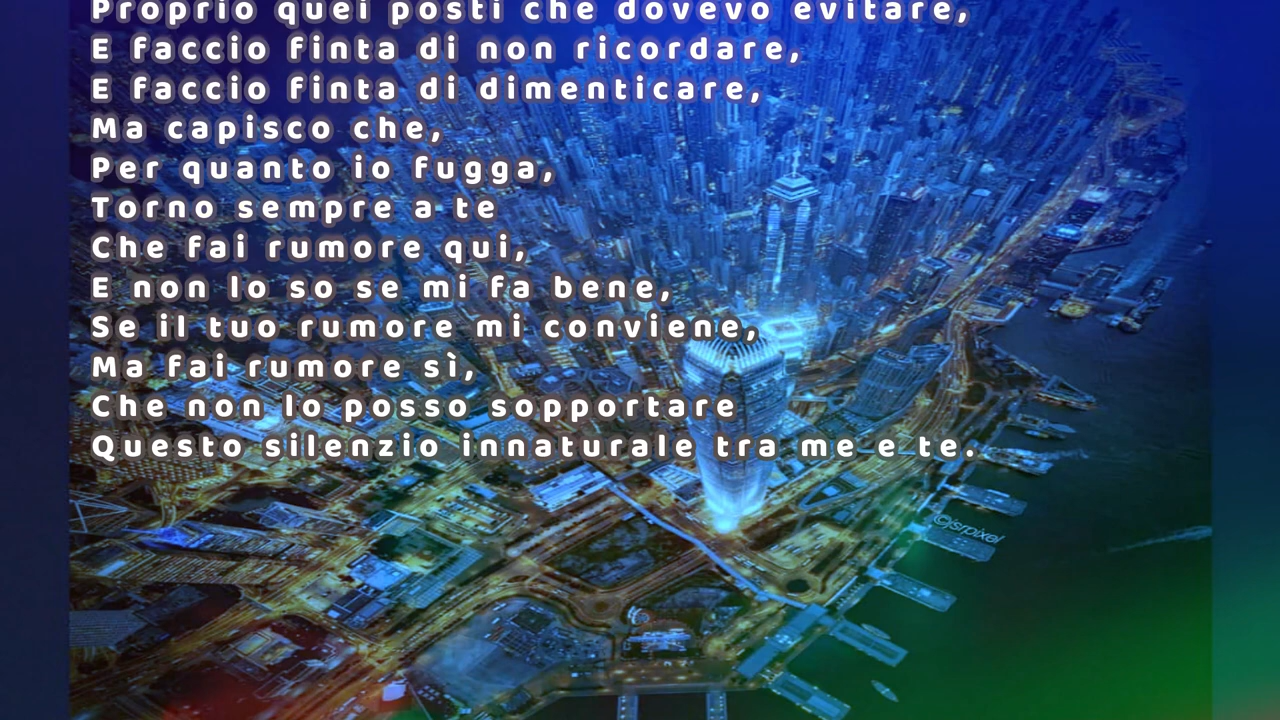 Proprio quei posti che dovevo evitare,
E faccio finta di non ricordare,
E faccio finta di dimenticare,
Ma capisco che,
Per quanto io fugga,
Torno sempre a te
Che fai rumore qui,
E non lo so se mi fa bene,
Se il tuo rumore mi conviene,
Ma fai rumore sì,
Che non lo posso sopportare
Questo silenzio innaturale tra me e te.
©srpixel